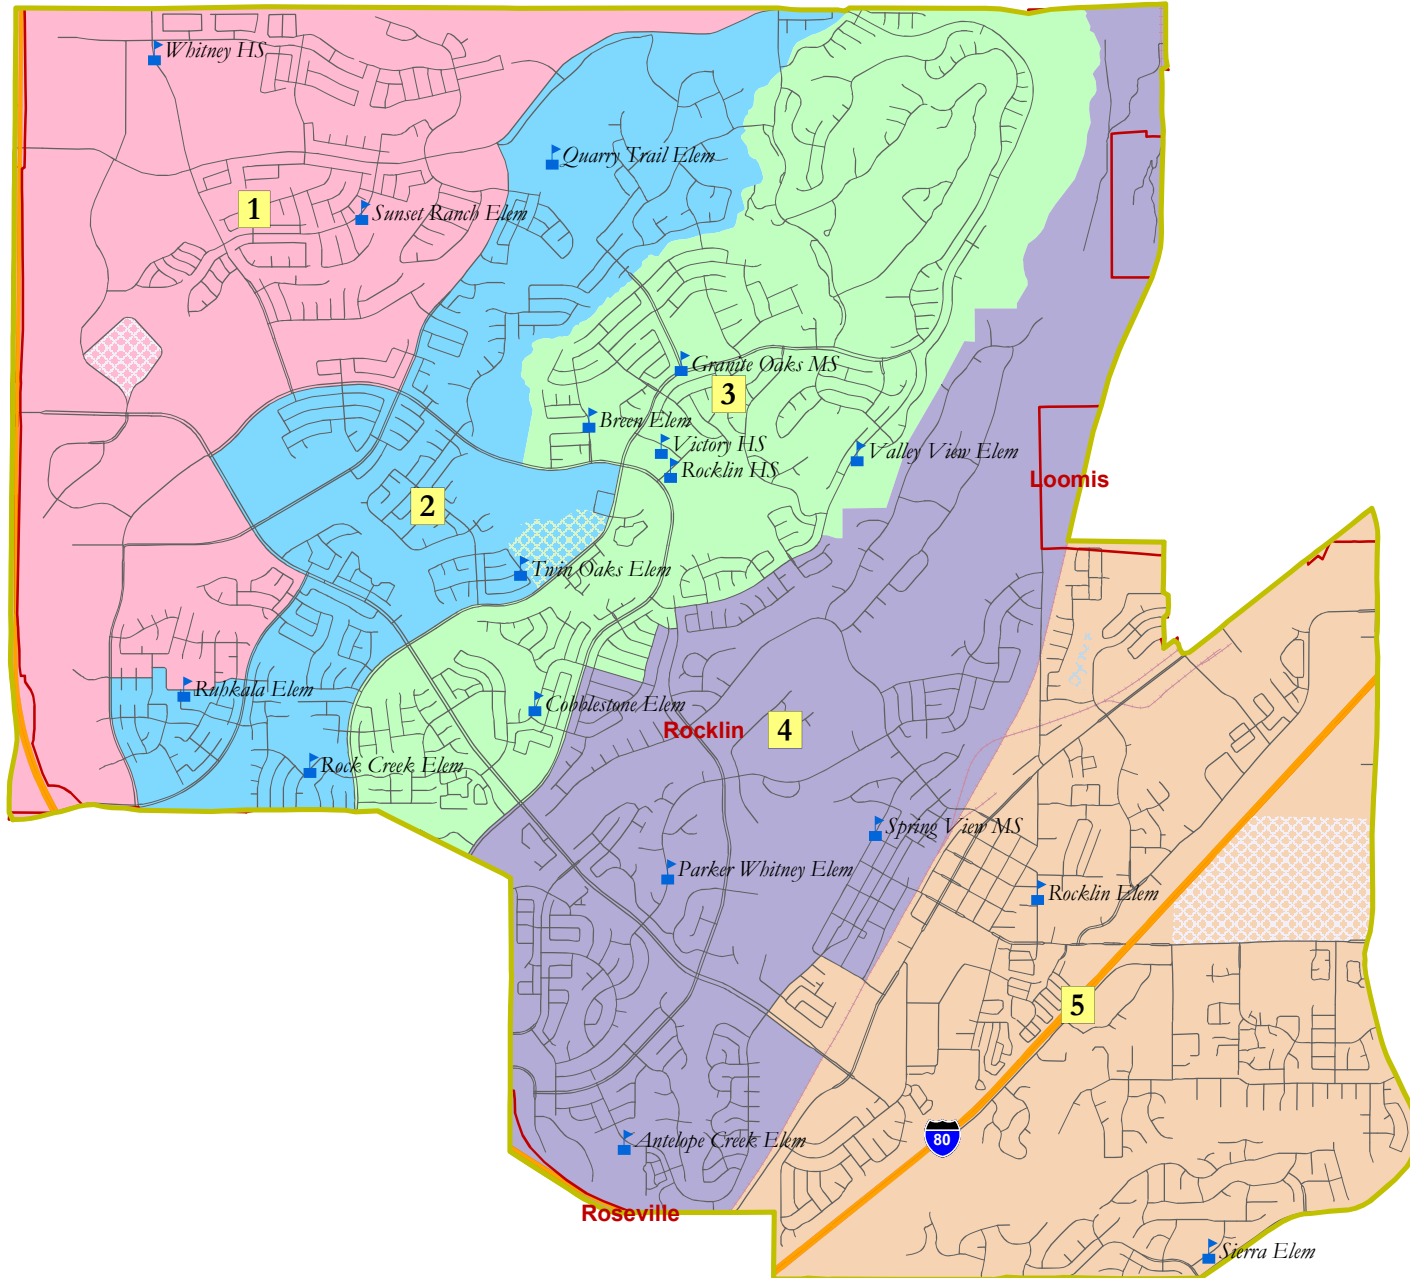 Whitney HS
Quarry Trail Elem
1
Sunset Ranch Elem
Granite Oaks MS
3
Breen Elem
Victory HS
Valley View Elem
Rocklin HS
Loomis
2
Twin Oaks Elem
Ruhkala Elem
Cobblestone Elem
Rocklin
4
Rock Creek Elem
Spring View MS
Parker Whitney Elem
Rocklin Elem
5
80
Antelope Creek Elem
Roseville
Sierra Elem